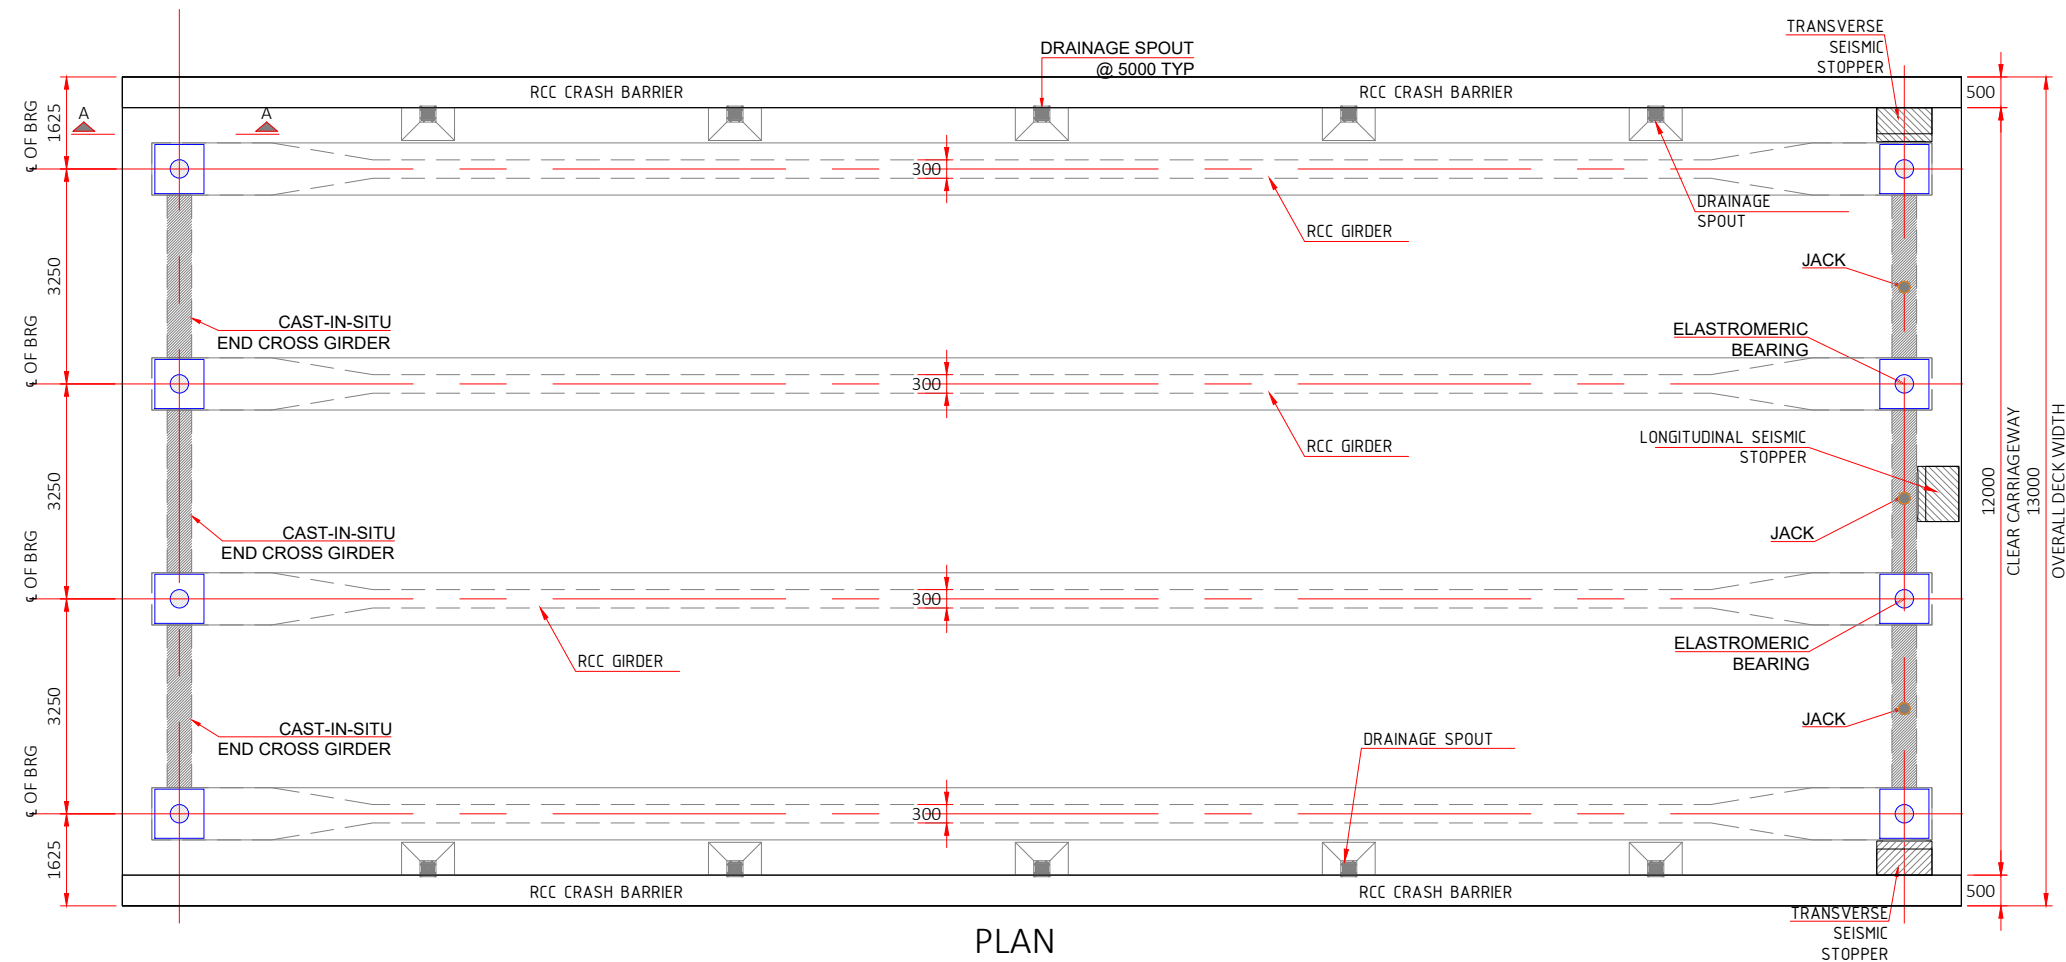 TRANSVERSE
SEISMIC
STOPPER
DRAINAGE SPOUT
@ 5000 TYP
RCC CRASH BARRIER
RCC CRASH BARRIER
500
1625
℄ OF BRG
A
A
300
DRAINAGE
SPOUT
RCC GIRDER
3250
JACK
CAST-IN-SITU
END CROSS GIRDER
ELASTROMERIC
BEARING
℄ OF BRG
300
RCC GIRDER
LONGITUDINAL SEISMIC
STOPPER
3250
12000
CLEAR CARRIAGEWAY
13000
OVERALL DECK WIDTH
CAST-IN-SITU
END CROSS GIRDER
JACK
℄ OF BRG
300
RCC GIRDER
ELASTROMERIC
BEARING
3250
JACK
CAST-IN-SITU
END CROSS GIRDER
DRAINAGE SPOUT
℄ OF BRG
300
1625
RCC CRASH BARRIER
RCC CRASH BARRIER
500
TRANSVERSE
SEISMIC
STOPPER
PLAN